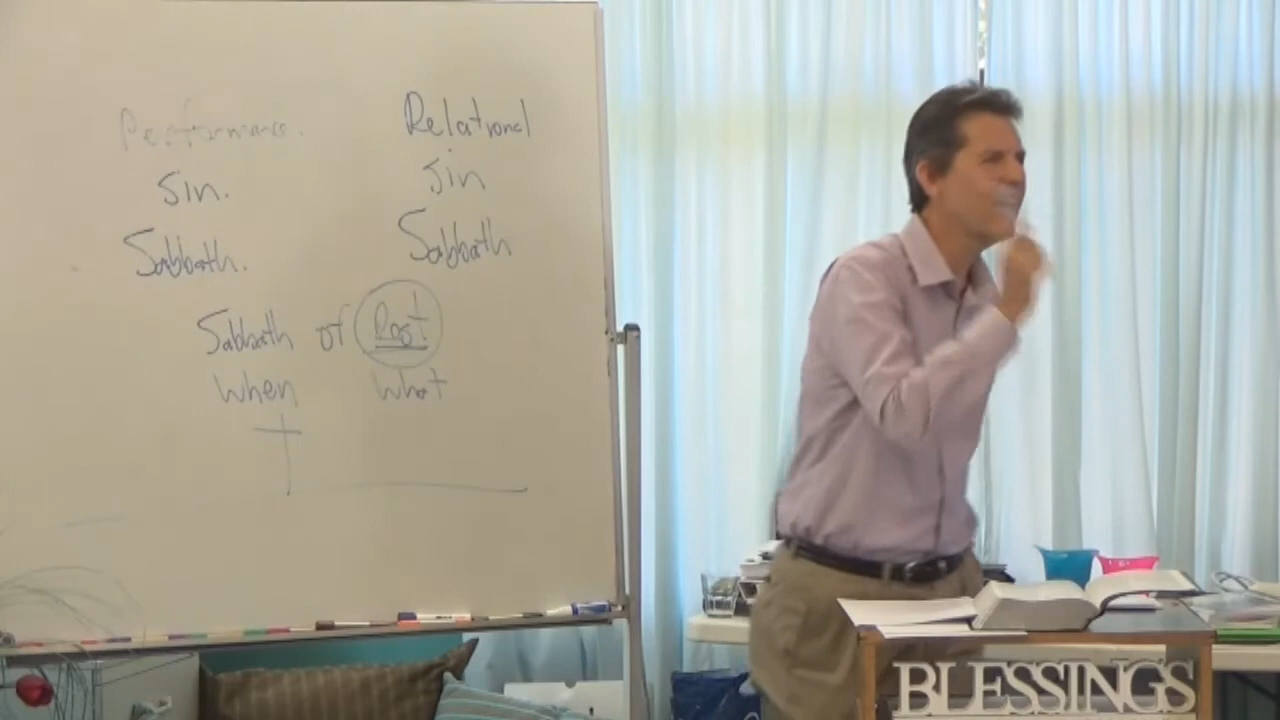 Performance. Relational
Sin. Sin
Sabbath. Sabbath
Sabbath of Rest
When What
BLESSINGS